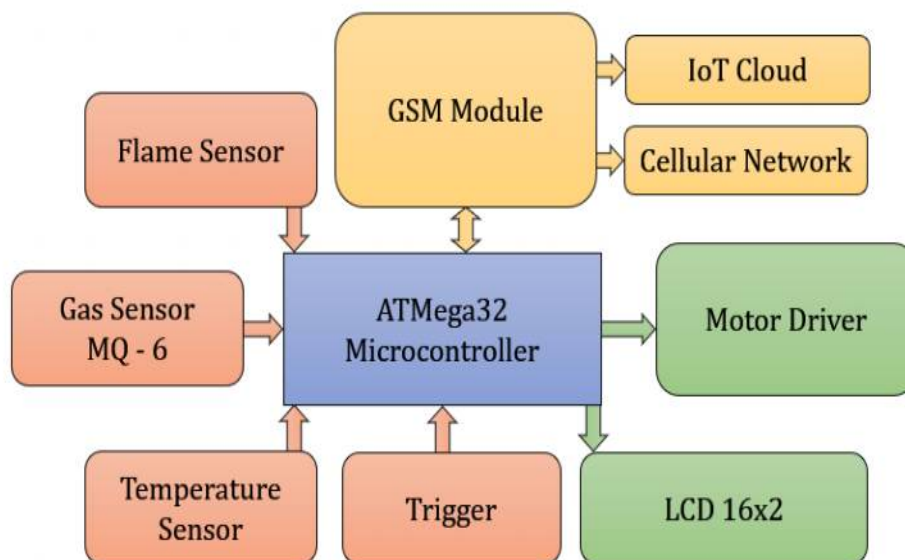 GSM Module
IoT Cloud
Cellular Network
Flame Sensor
Gas Sensor
MQ - 6
ATMega32
Microcontroller
Motor Driver
Temperature
Sensor
Trigger
LCD 16x2